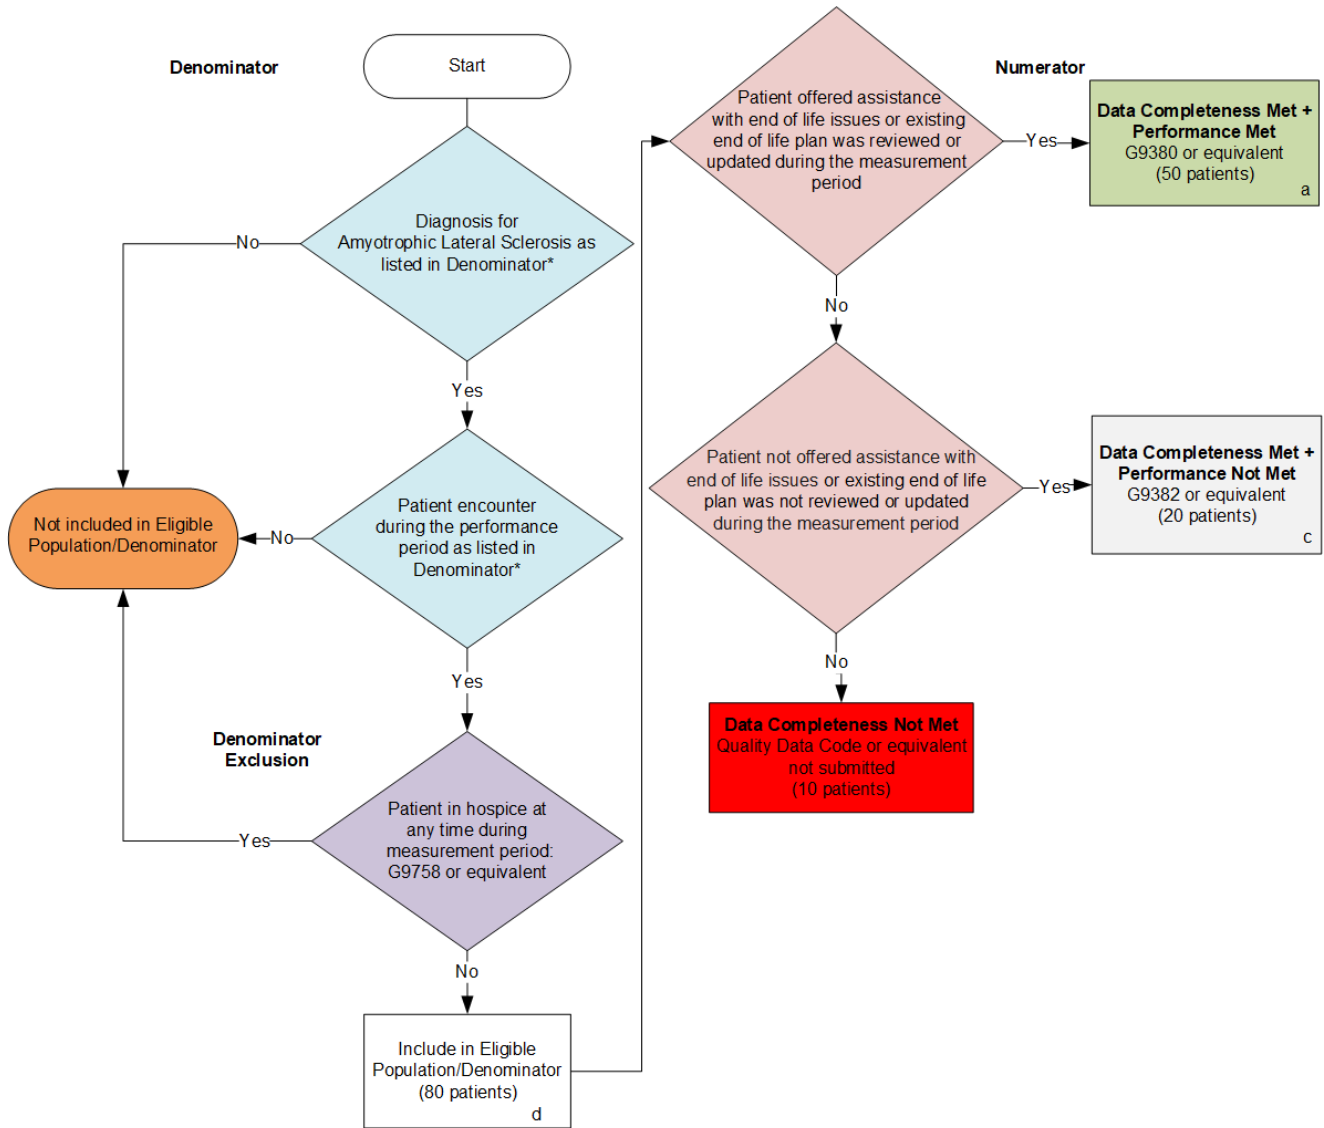 Denominator
Start
Diagnosis for
Amyotrophic Lateral Sclerosis as
listed in Denominator*
No
Yes
Patient encounter
during the performance
period as listed in
Denominator*
No
Not included in Eligible
Population/Denominator
Yes
Denominator
Exclusion
Patient in hospice at
any time during
measurement period:
G9758 or equivalent
Yes
No
Include in Eligible
Population/Denominator
(80 patients)
d
Numerator
Patient offered assistance
with end of life issues or existing
end of life plan was reviewed or
updated during the measurement
period
Yes
Data Completeness Met +
Performance Met
G9380 or equivalent
(50 patients)
a
No
Patient not offered assistance with
end of life issues or existing end of life
plan was not reviewed or updated
during the measurement period
Yes
Data Completeness Met +
Performance Not Met
G9382 or equivalent
(20 patients)
c
No
Data Completeness Not Met
Quality Data Code or equivalent
not submitted
(10 patients)